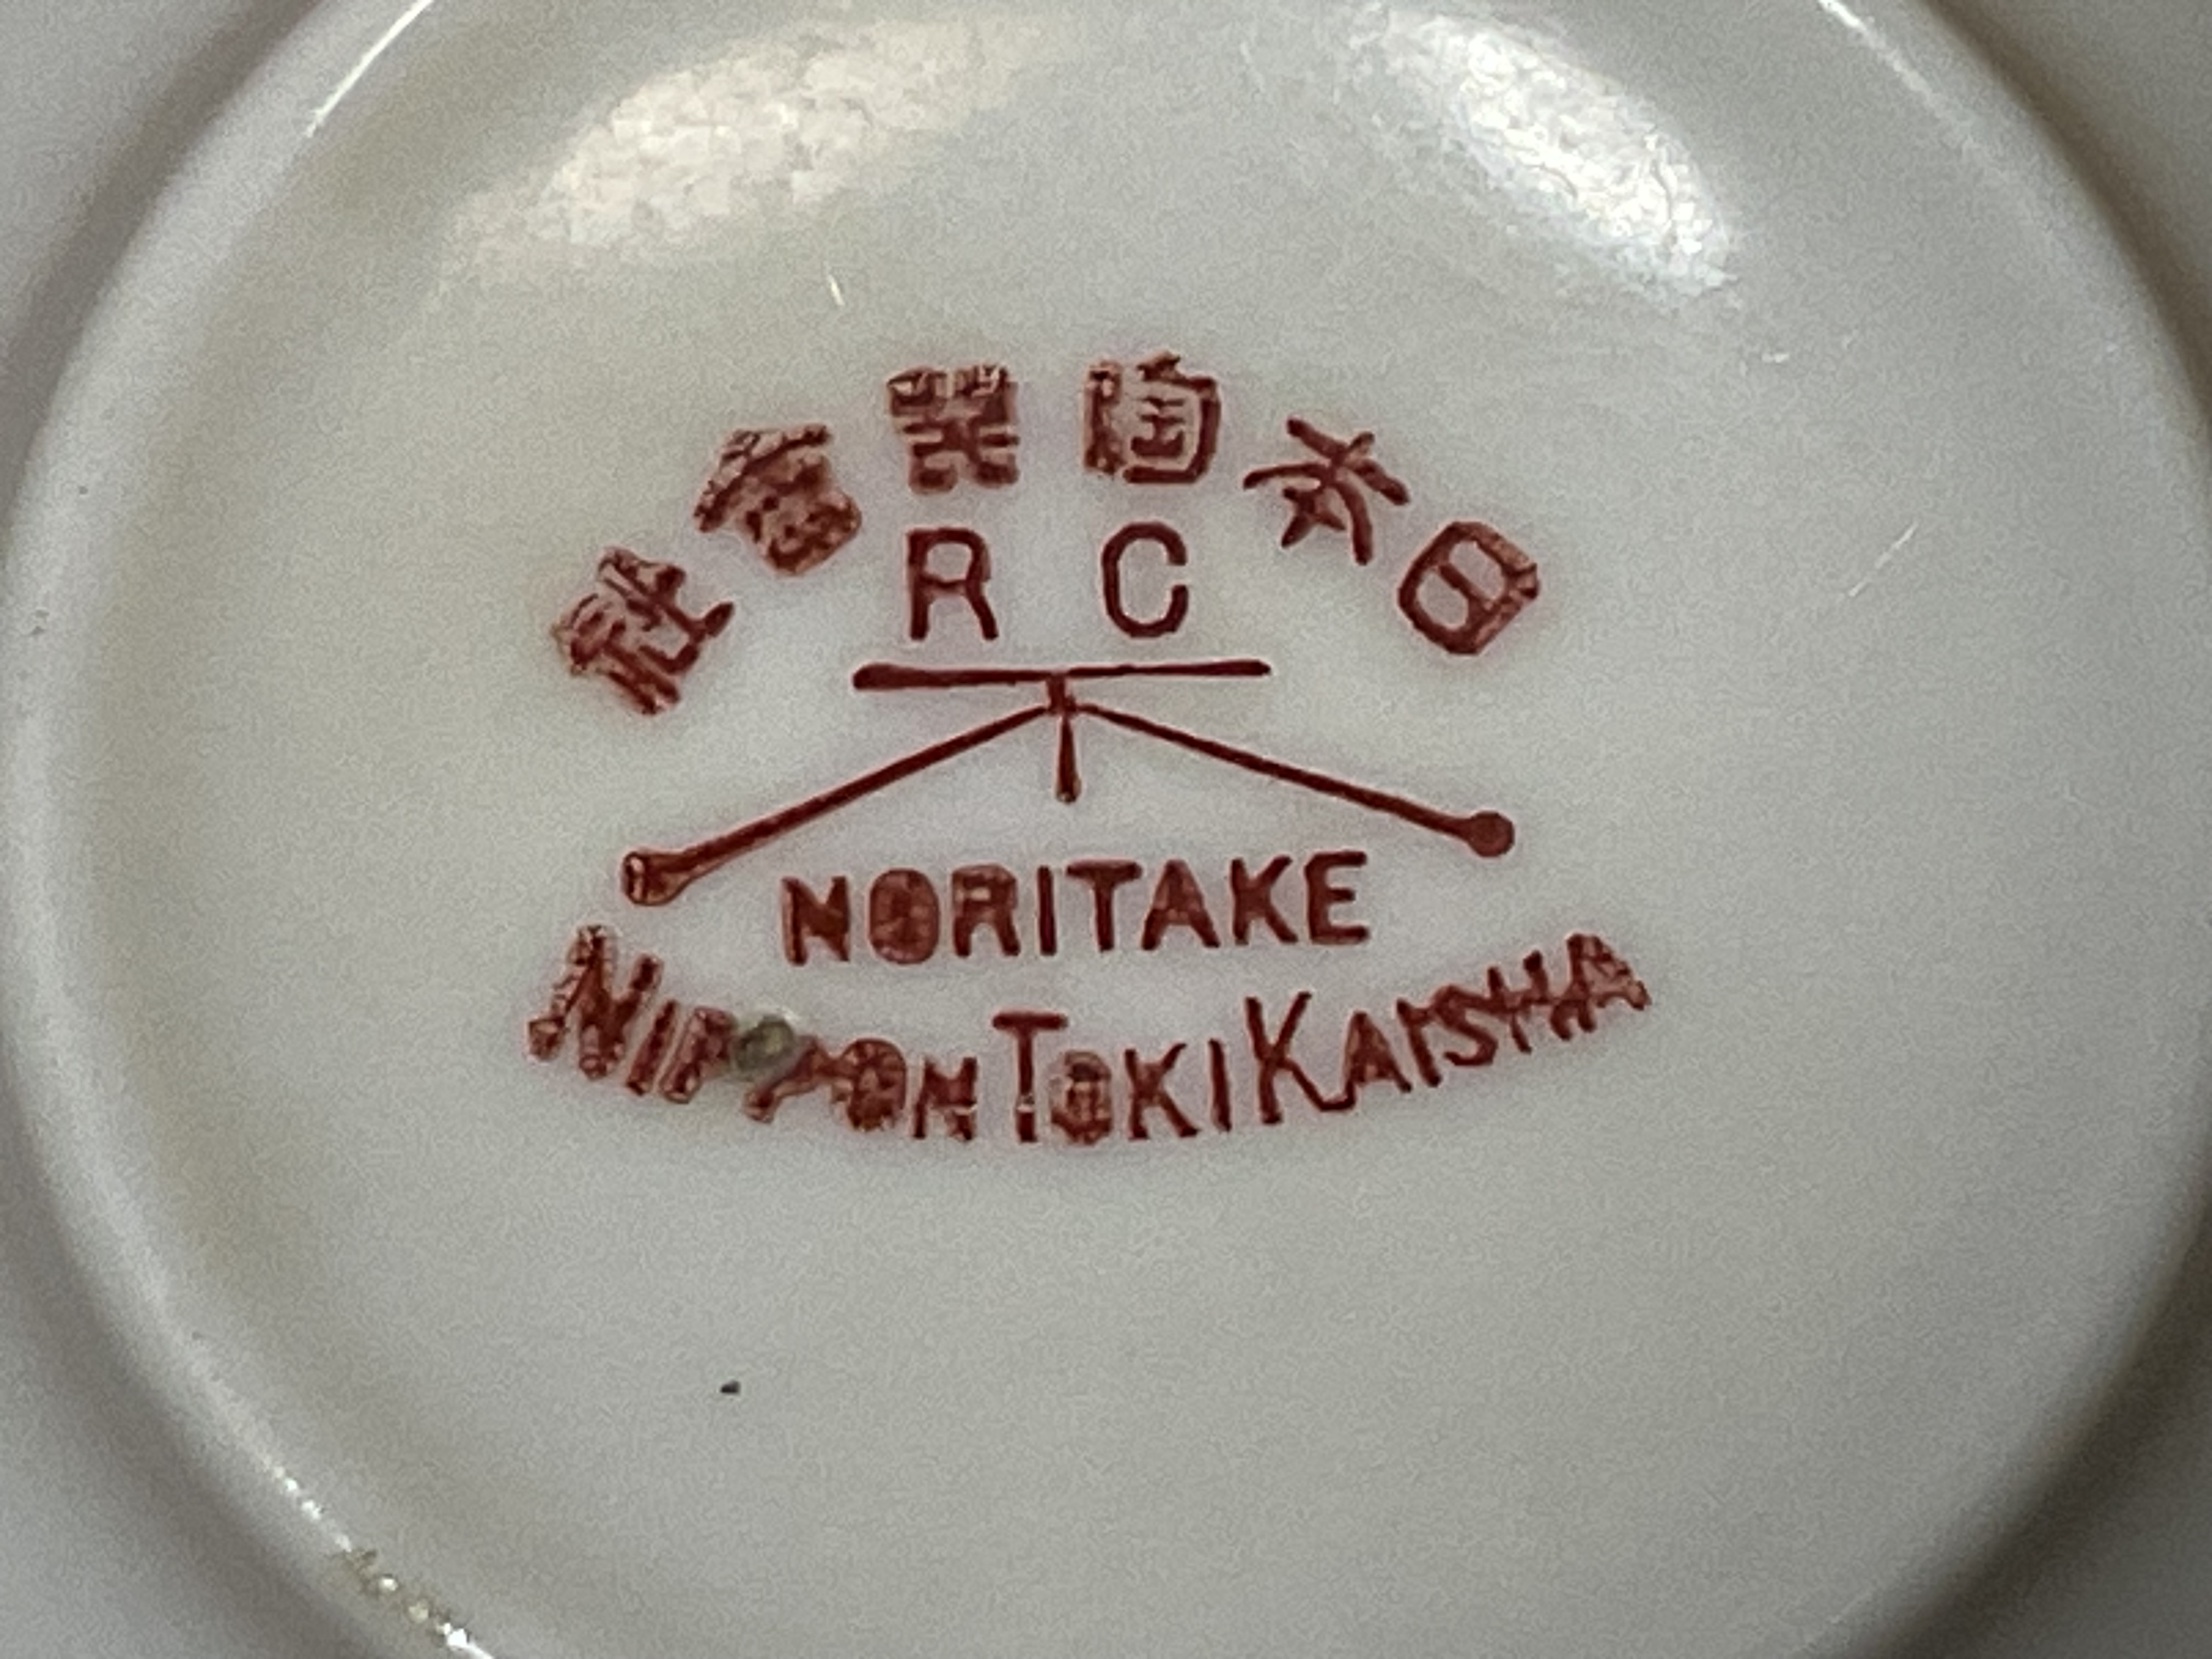 日本陶器會社
R C
NORITAKE
NIPPON TOKI KAISHA